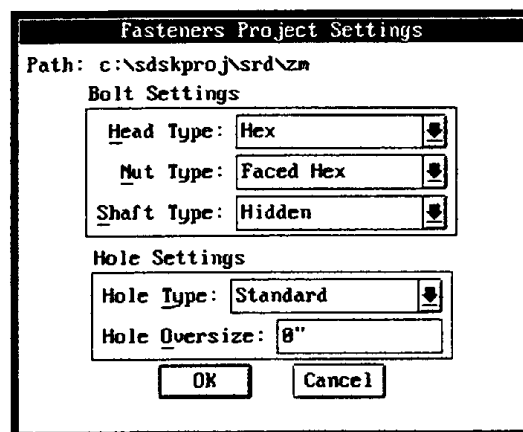 Fasteners Project Settings
Path: c:\sdskproj\srd\zm
Bolt Settings
Head Type: Hex
Nut Type: Faced Hex
Shaft Type: Hidden
Hole Settings
Hole Type: Standard
Hole Oversize: 0"
OK Cancel